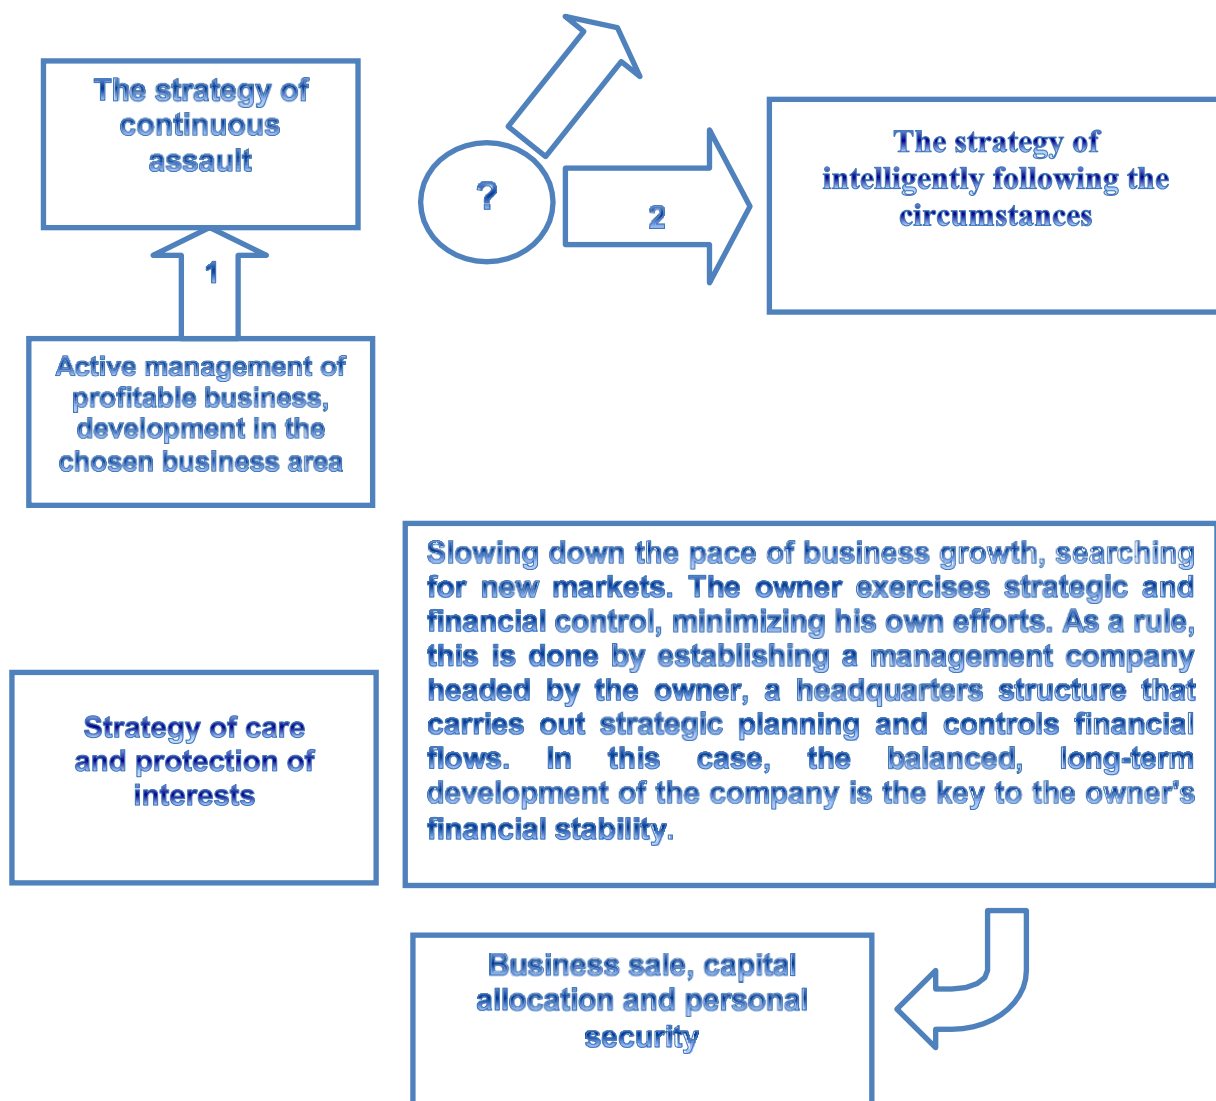 The strategy of
continuous
assault
?
2
The strategy of
intelligently following the
circumstances
1
Active management of
profitable business,
development in the
chosen business area
Slowing down the pace of business growth, searching
for new markets. The owner exercises strategic and
financial control, minimizing his own efforts. As a rule,
this is done by establishing a management company
headed by the owner, a headquarters structure that
carries out strategic planning and controls financial
flows. In this case, the balanced, long-term
development of the company is the key to the owner's
financial stability.
Strategy of care
and protection of
interests
Business sale, capital
allocation and personal
security